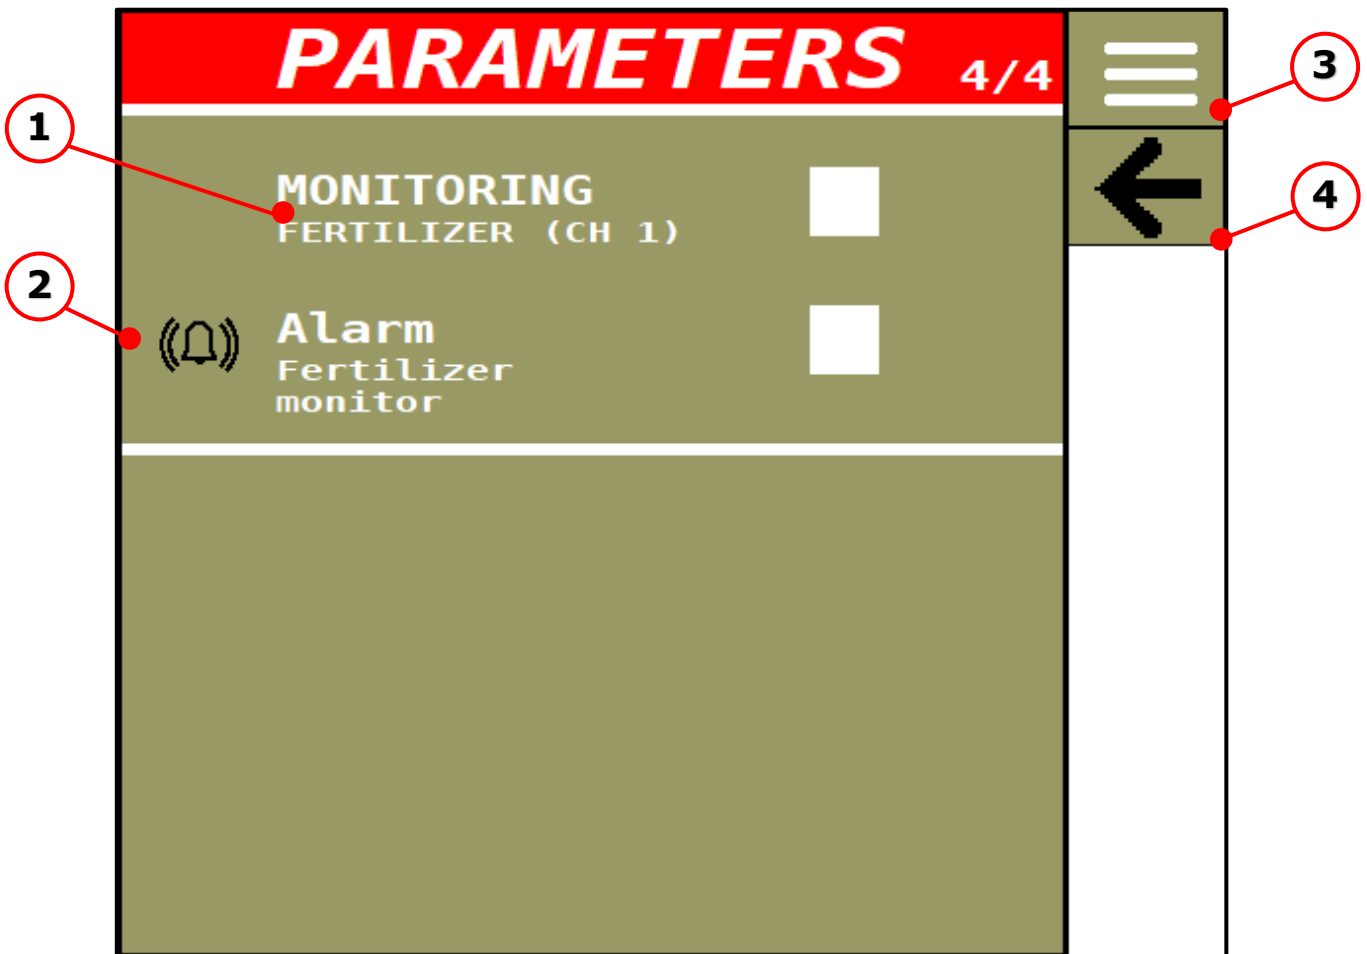 PARAMETERS 4/4
3
1
MONITORING
FERTILIZER (CH 1)
4
2
Alarm
Fertilizer
monitor